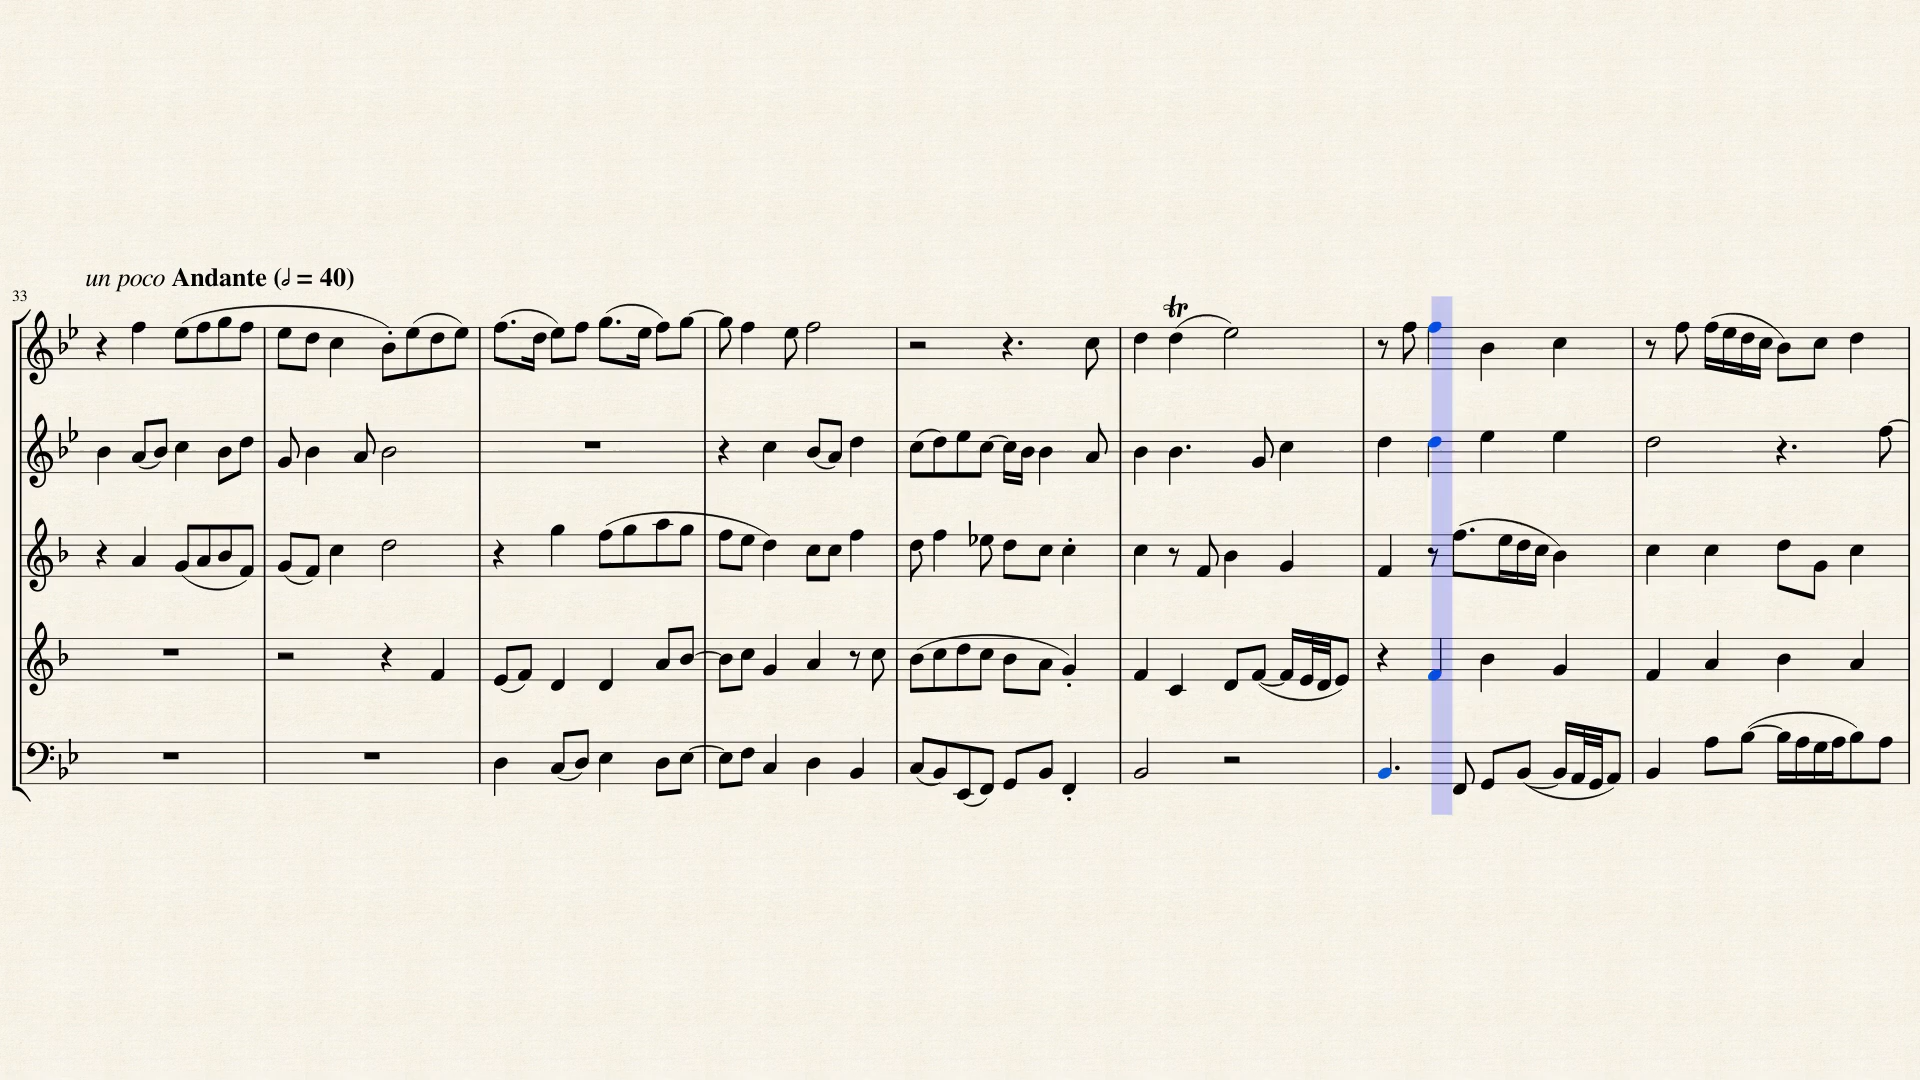 un poco Andante (𝅗𝅥 = 40)
33
tr